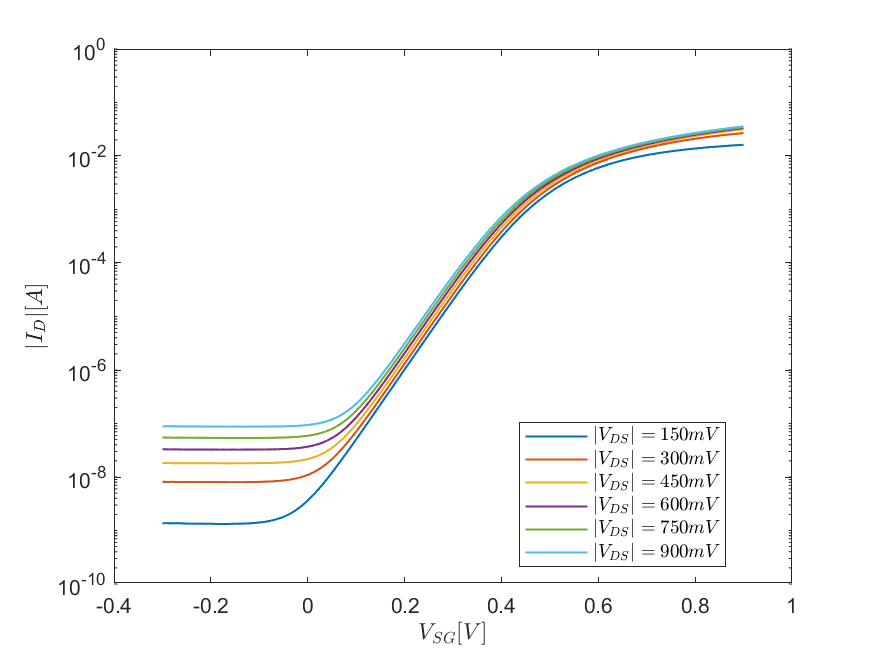 10^0
10^-2
10^-4
10^-6
10^-8
10^-10
|I_D|[A]
|V_DS| = 150mV
|V_DS| = 300mV
|V_DS| = 450mV
|V_DS| = 600mV
|V_DS| = 750mV
|V_DS| = 900mV
-0.4 -0.2 0 0.2 0.4 0.6 0.8 1
V_SG[V]